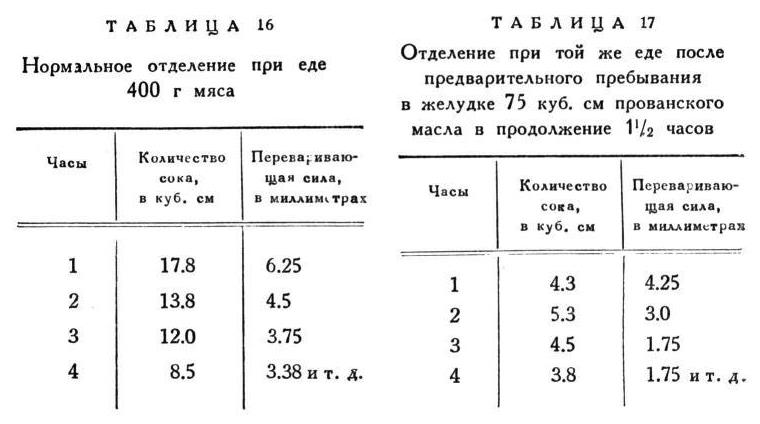 ТАБЛИЦА 16
Нормальное отделение при еде
400 г мяса
Часы
Количество
сока,
в куб. см
Переваривающая сила,
в миллиметрах
1 17.8 6.25
2 13.8 4.5
3 12.0 3.75
4 8.5 3.38 и т. д.
ТАБЛИЦА 17
Отделение при той же еде после
предварительного пребывания
в желудке 75 куб. см прованского
масла в продолжение 1 1/2 часов
Часы
Количество
сока,
в куб. см
Перевариваю-
щая сила,
в миллиметрах
1 4.3 4.25
2 5.3 3.0
3 4.5 1.75
4 3.8 1.75 и т. д.